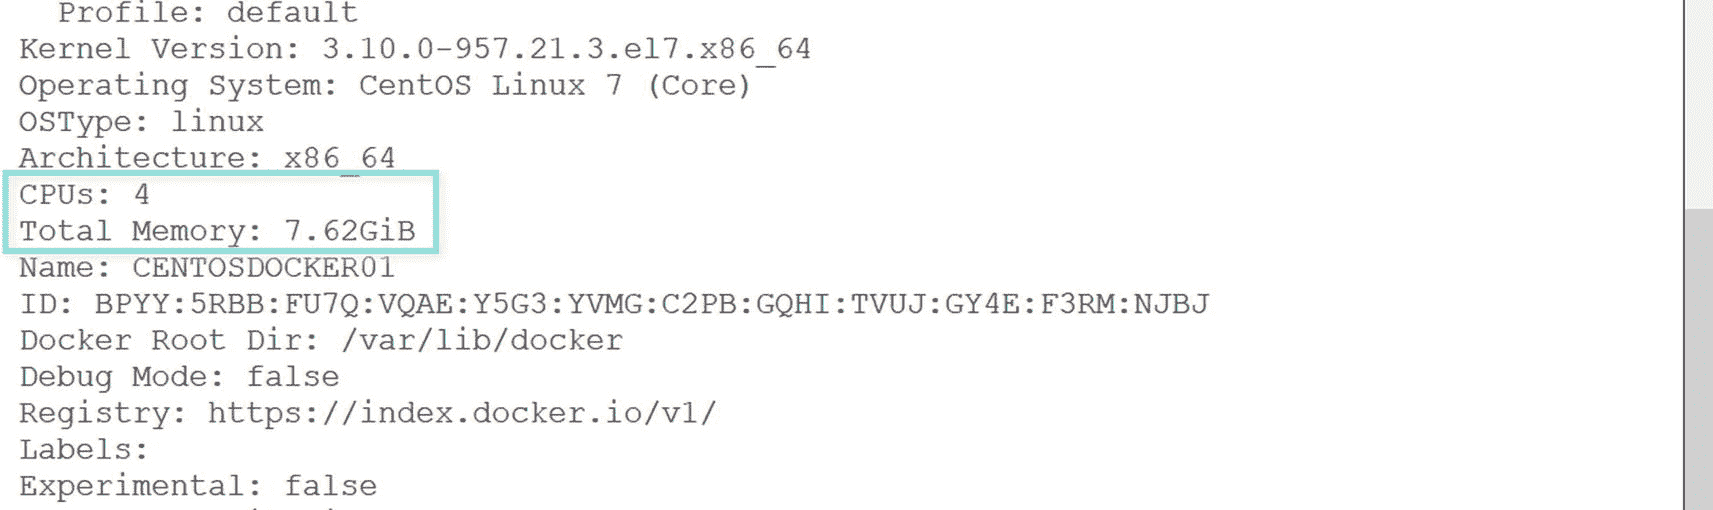 Profile: default
Kernel Version: 3.10.0-957.21.3.el7.x86_64
Operating System: CentOS Linux 7 (Core)
OSType: linux
Architecture: x86_64
CPUs: 4
Total Memory: 7.62GiB
Name: CENTOSDOCKER01
ID: BPYY:5RBB:FU7Q:VQAE:Y5G3:YVMG:C2PB:GQHI:TVUJ:GY4E:F3RM:NJBJ
Docker Root Dir: /var/lib/docker
Debug Mode: false
Registry: https://index.docker.io/v1/
Labels:
Experimental: false